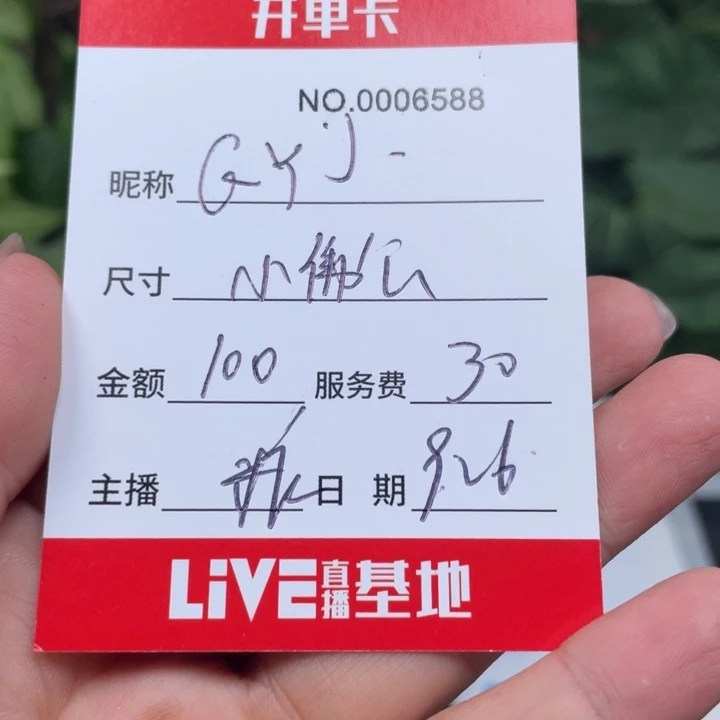 开单卡
NO.0006588
昵称 GYJ-
尺寸 小佛公
金额 100 服务费 30
主播 日期 9.26
LiVE直播基地